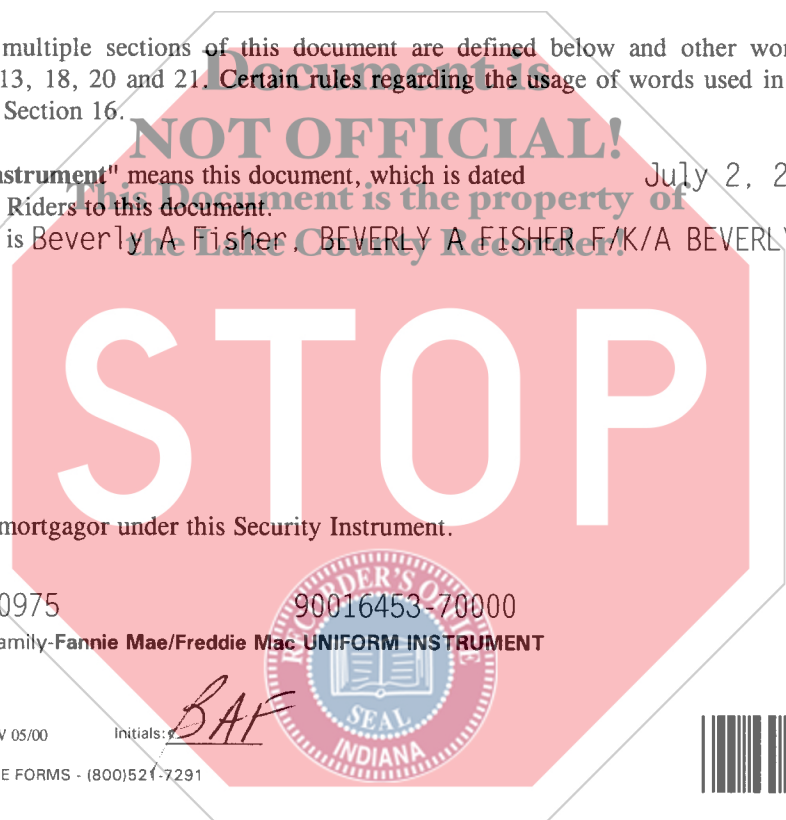 multiple sections of this document are defined below and other wor
13, 18, 20 and 21. Certain rules regarding the usage of words used in
Section 16.
Document is
NOT OFFICIAL!
This Document is the property of
the Lake County Recorder!
nstrument" means this document, which is dated July 2, 2
Riders to this document.
is Beverly A Fisher, BEVERLY A FISHER F/K/A BEVERLY
STOP
mortgagor under this Security Instrument.
0975 90016453-70000
amily-Fannie Mae/Freddie Mac UNIFORM INSTRUMENT
RECORDER'S OFFICE
SEAL
INDIANA
V 05/00 Initials: BAF
E FORMS - (800)521-7291